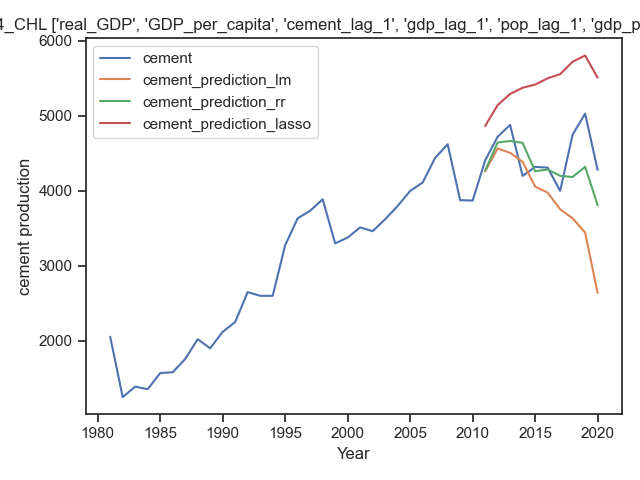 4_CHL ['real_GDP', 'GDP_per_capita', 'cement_lag_1', 'gdp_lag_1', 'pop_lag_1', 'gdp_p
cement
cement_prediction_lm
cement_prediction_rr
cement_prediction_lasso
6000
5000
4000
3000
2000
cement production
1980
1985
1990
1995
2000
2005
2010
2015
2020
Year